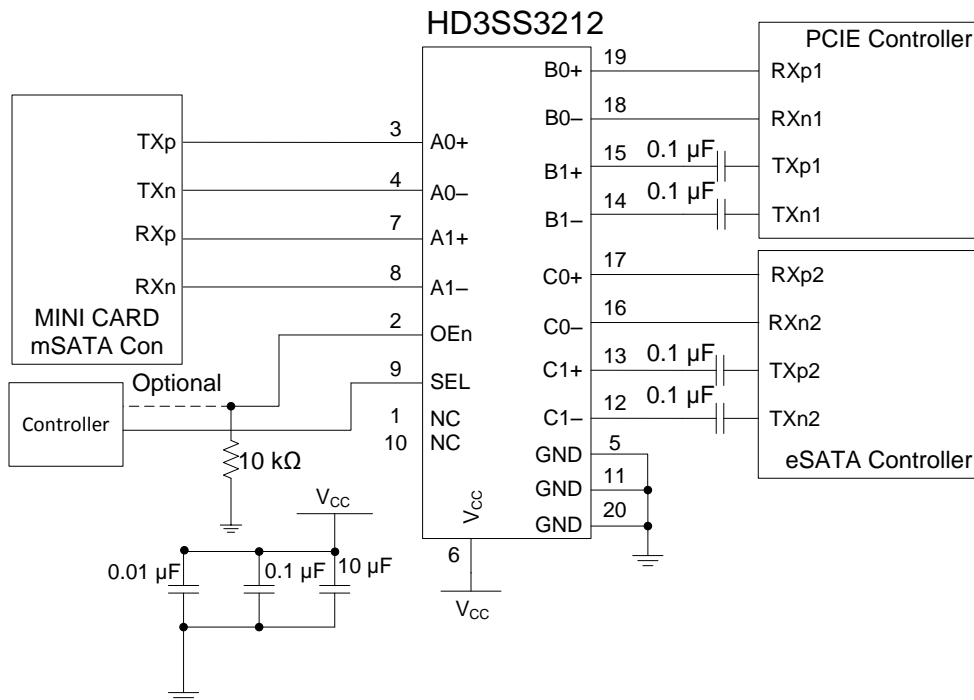 HD3SS3212
MINI CARD
mSATA Con
TXp
TXn
RXp
RXn
3
4
7
8
2
9
1
10
A0+
A0–
A1+
A1–
OEn
SEL
NC
NC
V_CC
6
V_CC
B0+
B0–
B1+
B1–
C0+
C0–
C1+
C1–
GND
GND
GND
19
18
15
14
17
16
13
12
5
11
20
0.1 µF
0.1 µF
0.1 µF
0.1 µF
PCIE Controller
RXp1
RXn1
TXp1
TXn1
RXp2
RXn2
TXp2
TXn2
eSATA Controller
Optional
Controller
10 kΩ
V_CC
0.01 µF
0.1 µF
10 µF